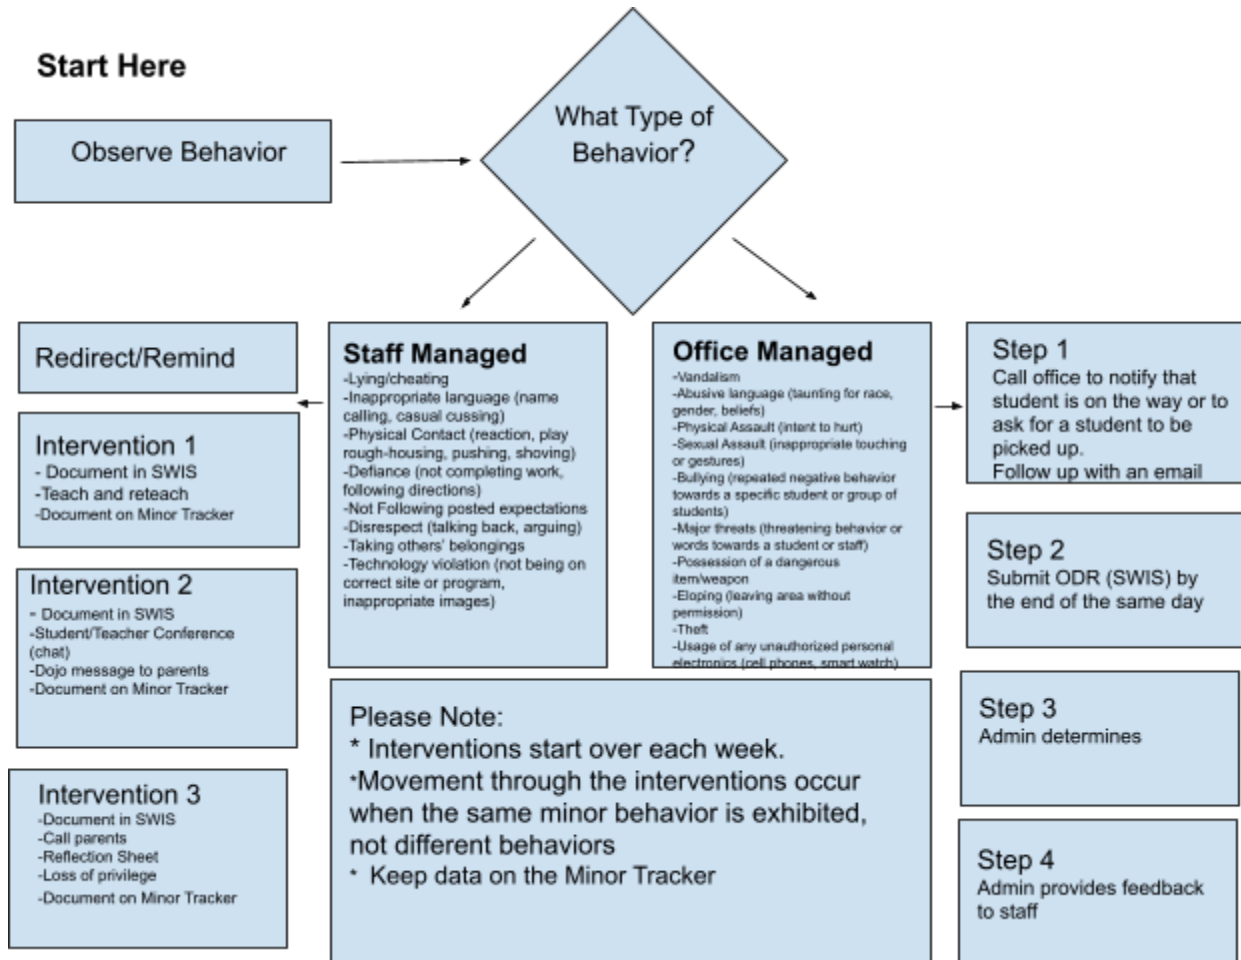 Start Here
Observe Behavior
What Type of
Behavior?
Redirect/Remind
Intervention 1
- Document in SWIS
-Teach and reteach
-Document on Minor Tracker
Intervention 2
- Document in SWIS
-Student/Teacher Conference
(chat)
-Dojo message to parents
-Document on Minor Tracker
Intervention 3
-Document in SWIS
-Call parents
-Reflection Sheet
-Loss of privilege
-Document on Minor Tracker
Staff Managed
-Lying/cheating
-Inappropriate language (name
calling, casual cussing)
-Physical Contact (reaction, play
rough-housing, pushing, shoving)
-Defiance (not completing work,
following directions)
-Not Following posted expectations
-Disrespect (talking back, arguing)
-Taking others' belongings
-Technology violation (not being on
correct site or program,
inappropriate images)
Office Managed
-Vandalism
-Abusive language (taunting for race,
gender, beliefs)
-Physical Assault (intent to hurt)
-Sexual Assault (inappropriate touching
or gestures)
-Bullying (repeated negative behavior
towards a specific student or group of
students)
-Major threats (threatening behavior or
words towards a student or staff)
-Possession of a dangerous
item/weapon
-Eloping (leaving area without
permission)
-Theft
-Usage of any unauthorized personal
electronics (cell phones, smart watch)
Please Note:
* Interventions start over each week.
*Movement through the interventions occur
when the same minor behavior is exhibited,
not different behaviors
* Keep data on the Minor Tracker
Step 1
Call office to notify that
student is on the way or to
ask for a student to be
picked up.
Follow up with an email
Step 2
Submit ODR (SWIS) by
the end of the same day
Step 3
Admin determines
Step 4
Admin provides feedback
to staff